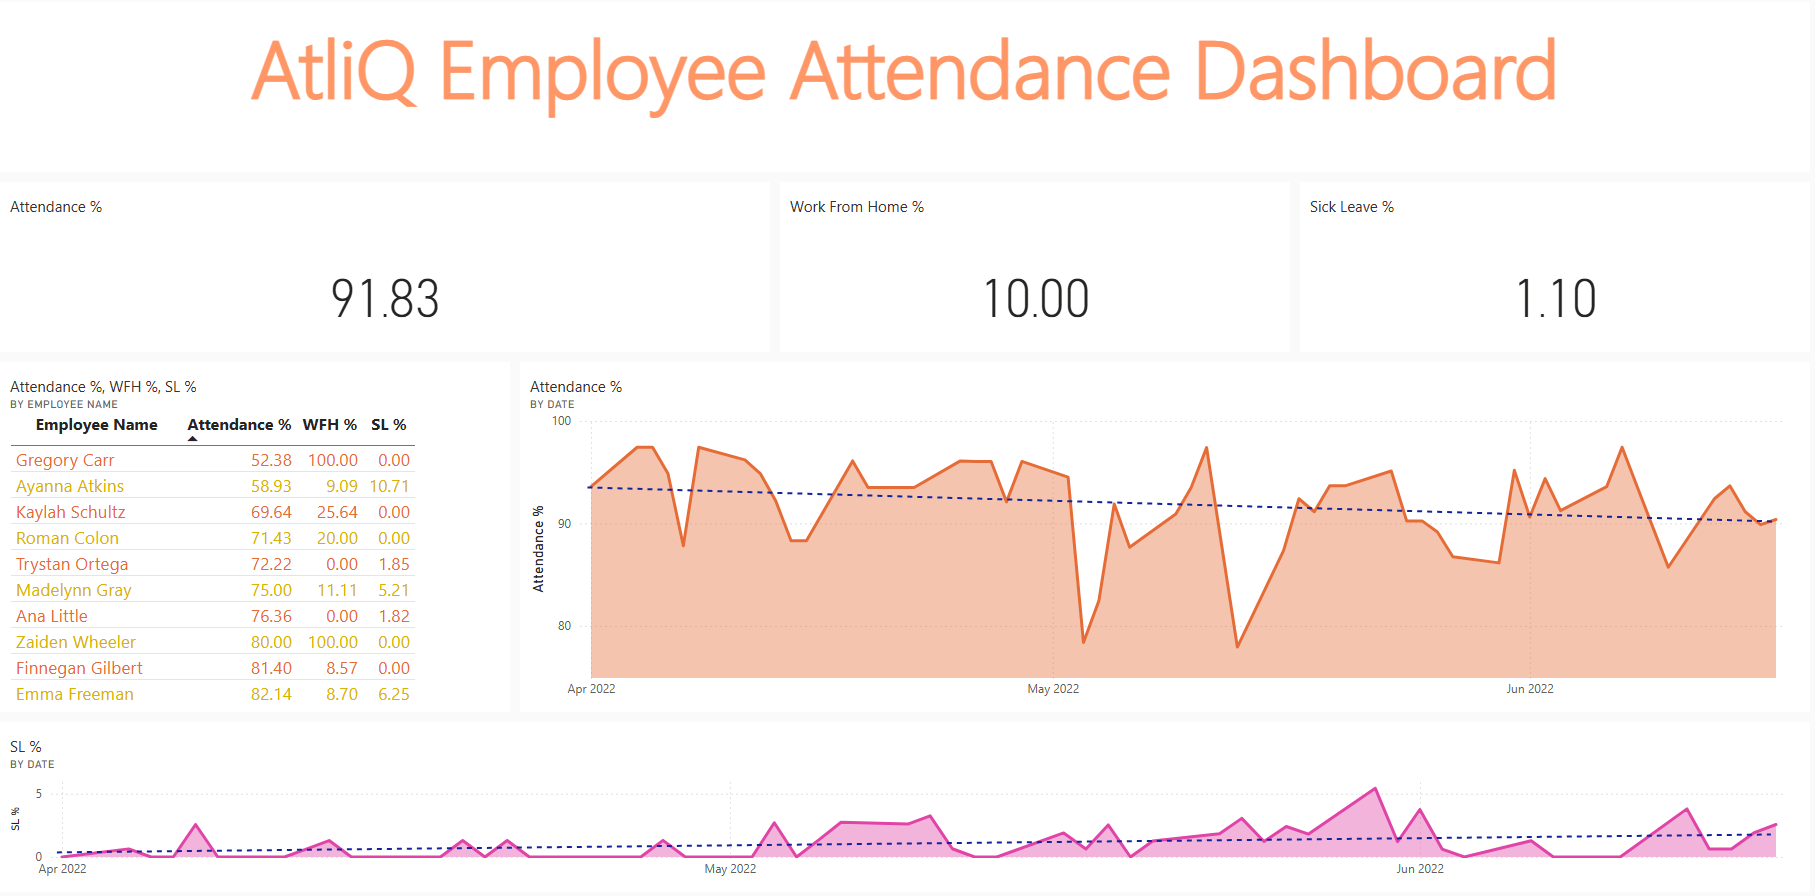 AtliQ Employee Attendance Dashboard
Attendance %
91.83
Work From Home %
10.00
Sick Leave %
1.10
Attendance %, WFH %, SL %
BY EMPLOYEE NAME
Employee Name Attendance % WFH % SL %
Gregory Carr 52.38 100.00 0.00
Ayanna Atkins 58.93 9.09 10.71
Kaylah Schultz 69.64 25.64 0.00
Roman Colon 71.43 20.00 0.00
Trystan Ortega 72.22 0.00 1.85
Madelynn Gray 75.00 11.11 5.21
Ana Little 76.36 0.00 1.82
Zaiden Wheeler 80.00 100.00 0.00
Finnegan Gilbert 81.40 8.57 0.00
Emma Freeman 82.14 8.70 6.25
Attendance %
BY DATE
Attendance %
100
90
80
Apr 2022 May 2022 Jun 2022
SL %
BY DATE
SL %
5
0
Apr 2022 May 2022 Jun 2022